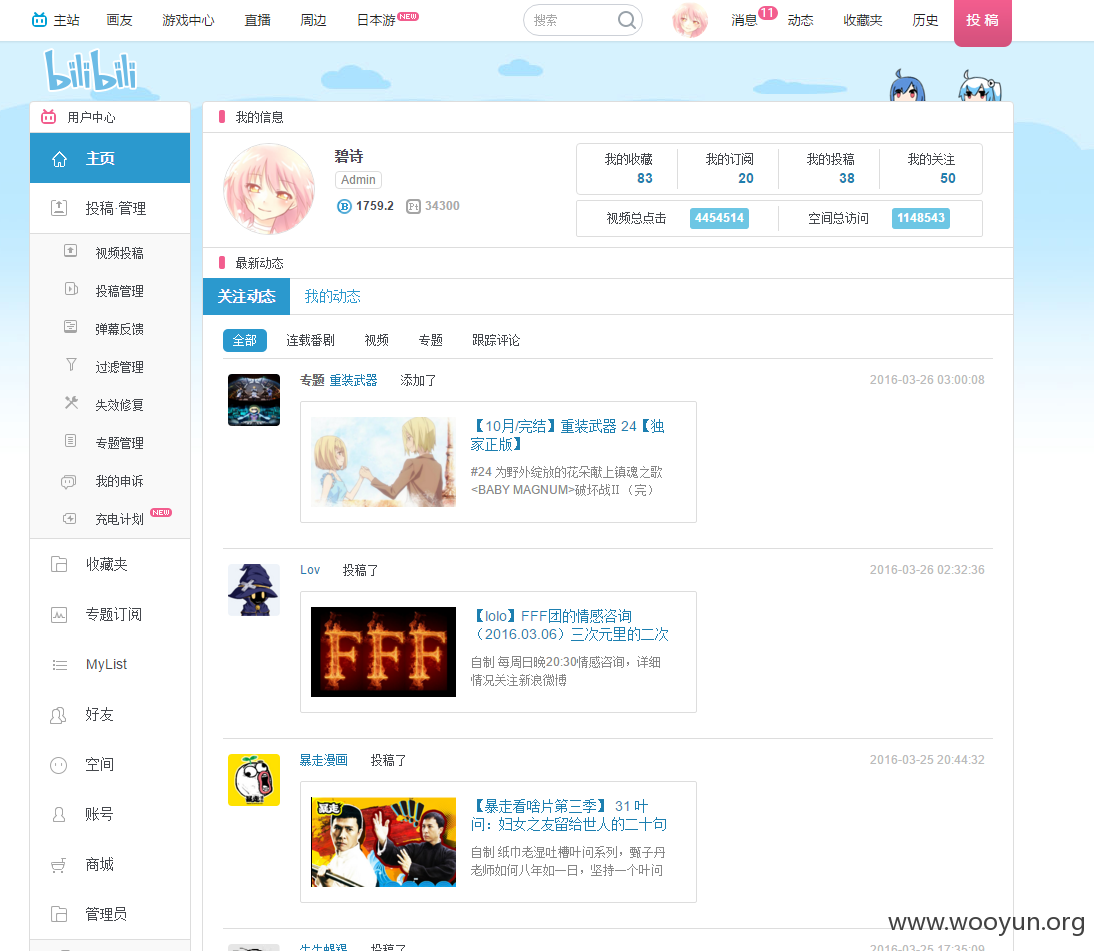 主站 画友 游戏中心 直播 周边 日本游 NEW 搜索 消息 11 动态 收藏夹 历史 投 稿
bilibili
用户中心
主页
投稿·管理
视频投稿
投稿管理
弹幕反馈
过滤管理
失效修复
专题管理
我的申诉
充电计划 NEW
收藏夹
专题订阅
MyList
好友
空间
账号
商城
管理员
我的信息
碧诗
Admin
1759.2 34300
我的收藏 我的订阅 我的投稿 我的关注
83 20 38 50
视频总点击 4454514 空间总访问 1148543
最新动态
关注动态 我的动态
全部 连载番剧 视频 专题 跟踪评论
专题 重装武器 添加了 2016-03-26 03:00:08
【10月/完结】重装武器 24【独
家正版】
#24 为野外绽放的花朵献上镇魂之歌
<BABY MAGNUM>破坏战II（完）
Lov 投稿了 2016-03-26 02:32:36
FFF
【lolo】FFF团的情感咨询
（2016.03.06）三次元里的二次
自制 每周日晚20:30情感咨询，详细
情况关注新浪微博
暴走漫画 投稿了 2016-03-25 20:44:32
暴走
【暴走看啥片第三季】 31 叶
问：妇女之友留给世人的二十句
自制 纸巾老湿吐槽叶问系列，甄子丹
老师如何八年如一日，坚持一个叶问
投稿了 2016-03-25 17:35:09
www.wooyun.org